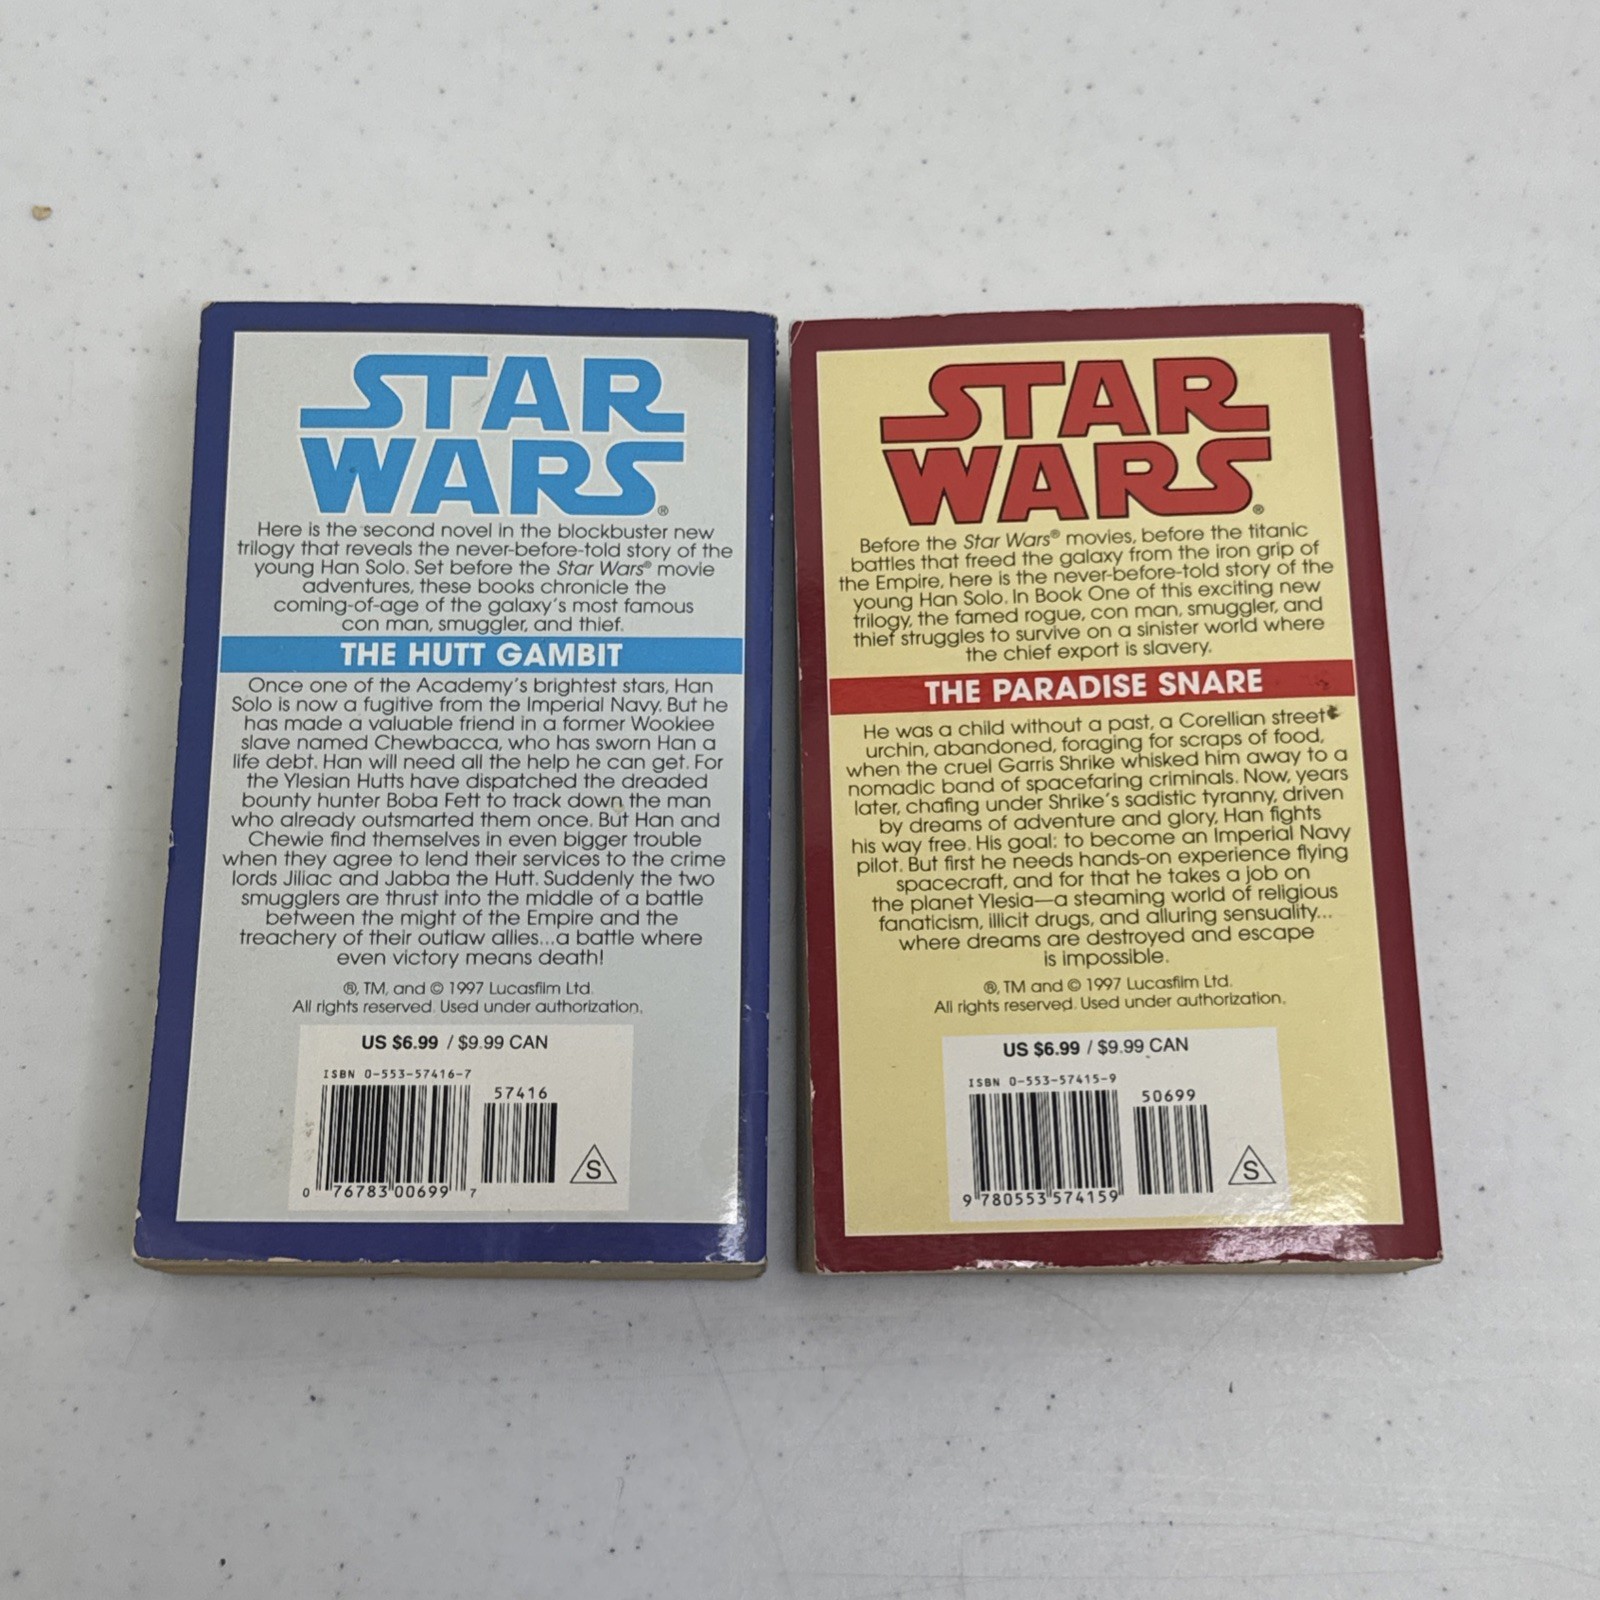 STAR
WARS®
Here is the second novel in the blockbuster new
trilogy that reveals the never-before-told story of the
young Han Solo. Set before the Star Wars® movie
adventures, these books chronicle the
coming-of-age of the galaxy's most famous
con man, smuggler, and thief.
THE HUTT GAMBIT
Once one of the Academy's brightest stars, Han
Solo is now a fugitive from the Imperial Navy. But he
has made a valuable friend in a former Wookiee
slave named Chewbacca, who has sworn Han a
life debt. Han will need all the help he can get. For
the Ylesian Hutts have dispatched the dreaded
bounty hunter Boba Fett to track down the man
who already outsmarted them once. But Han and
Chewie find themselves in even bigger trouble
when they agree to lend their services to the crime
lords Jiliac and Jabba the Hutt. Suddenly the two
smugglers are thrust into the middle of a battle
between the might of the Empire and the
treachery of their outlaw allies...a battle where
even victory means death!
®, TM, and © 1997 Lucasfilm Ltd.
All rights reserved. Used under authorization.
US $6.99 / $9.99 CAN
ISBN 0-553-57416-7
57416
0 76783 00699 7
S
STAR
WARS®
Before the Star Wars® movies, before the titanic
battles that freed the galaxy from the iron grip of
the Empire, here is the never-before-told story of the
young Han Solo. In Book One of this exciting new
trilogy, the famed rogue, con man, smuggler, and
thief struggles to survive on a sinister world where
the chief export is slavery.
THE PARADISE SNARE
He was a child without a past, a Corellian street
urchin, abandoned, foraging for scraps of food,
when the cruel Garris Shrike whisked him away to a
nomadic band of spacefaring criminals. Now, years
later, chafing under Shrike's sadistic tyranny, driven
by dreams of adventure and glory, Han fights
his way free. His goal: to become an Imperial Navy
pilot. But first he needs hands-on experience flying
spacecraft, and for that he takes a job on
the planet Ylesia—a steaming world of religious
fanaticism, illicit drugs, and alluring sensuality...
where dreams are destroyed and escape
is impossible.
®, TM and © 1997 Lucasfilm Ltd.
All rights reserved. Used under authorization.
US $6.99 / $9.99 CAN
ISBN 0-553-57415-9
50699
9 780553 574159
S